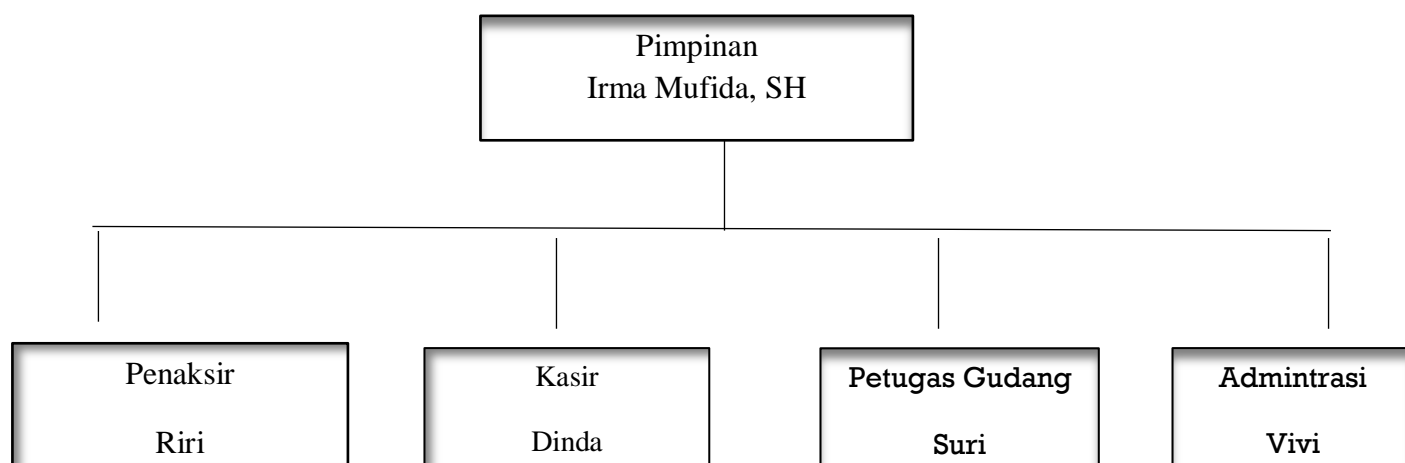 Pimpinan
Irma Mufida, SH
Penaksir
Riri
Kasir
Dinda
Petugas Gudang
Suri
Admintrasi
Vivi